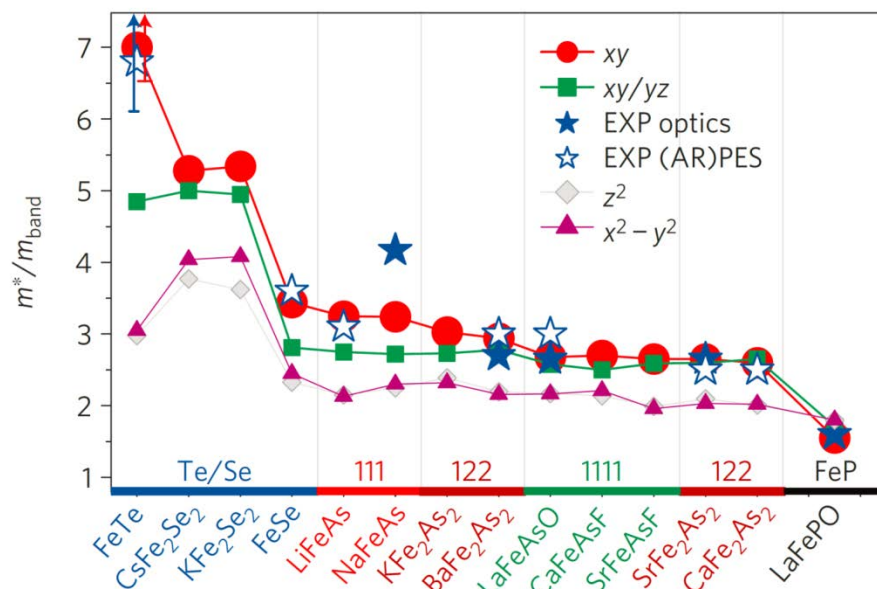 7
6
5
4
3
2
1
m*/m_band
xy
xy/yz
EXP optics
EXP (AR)PES
z²
x² – y²
Te/Se
111
122
1111
122
FeP
FeTe
CsFe₂Se₂
KFe₂Se₂
FeSe
LiFeAs
NaFeAs
KFe₂As₂
BaFe₂As₂
LaFeAsO
CaFeAsF
SrFeAsF
SrFe₂As₂
CaFe₂As₂
LaFePO